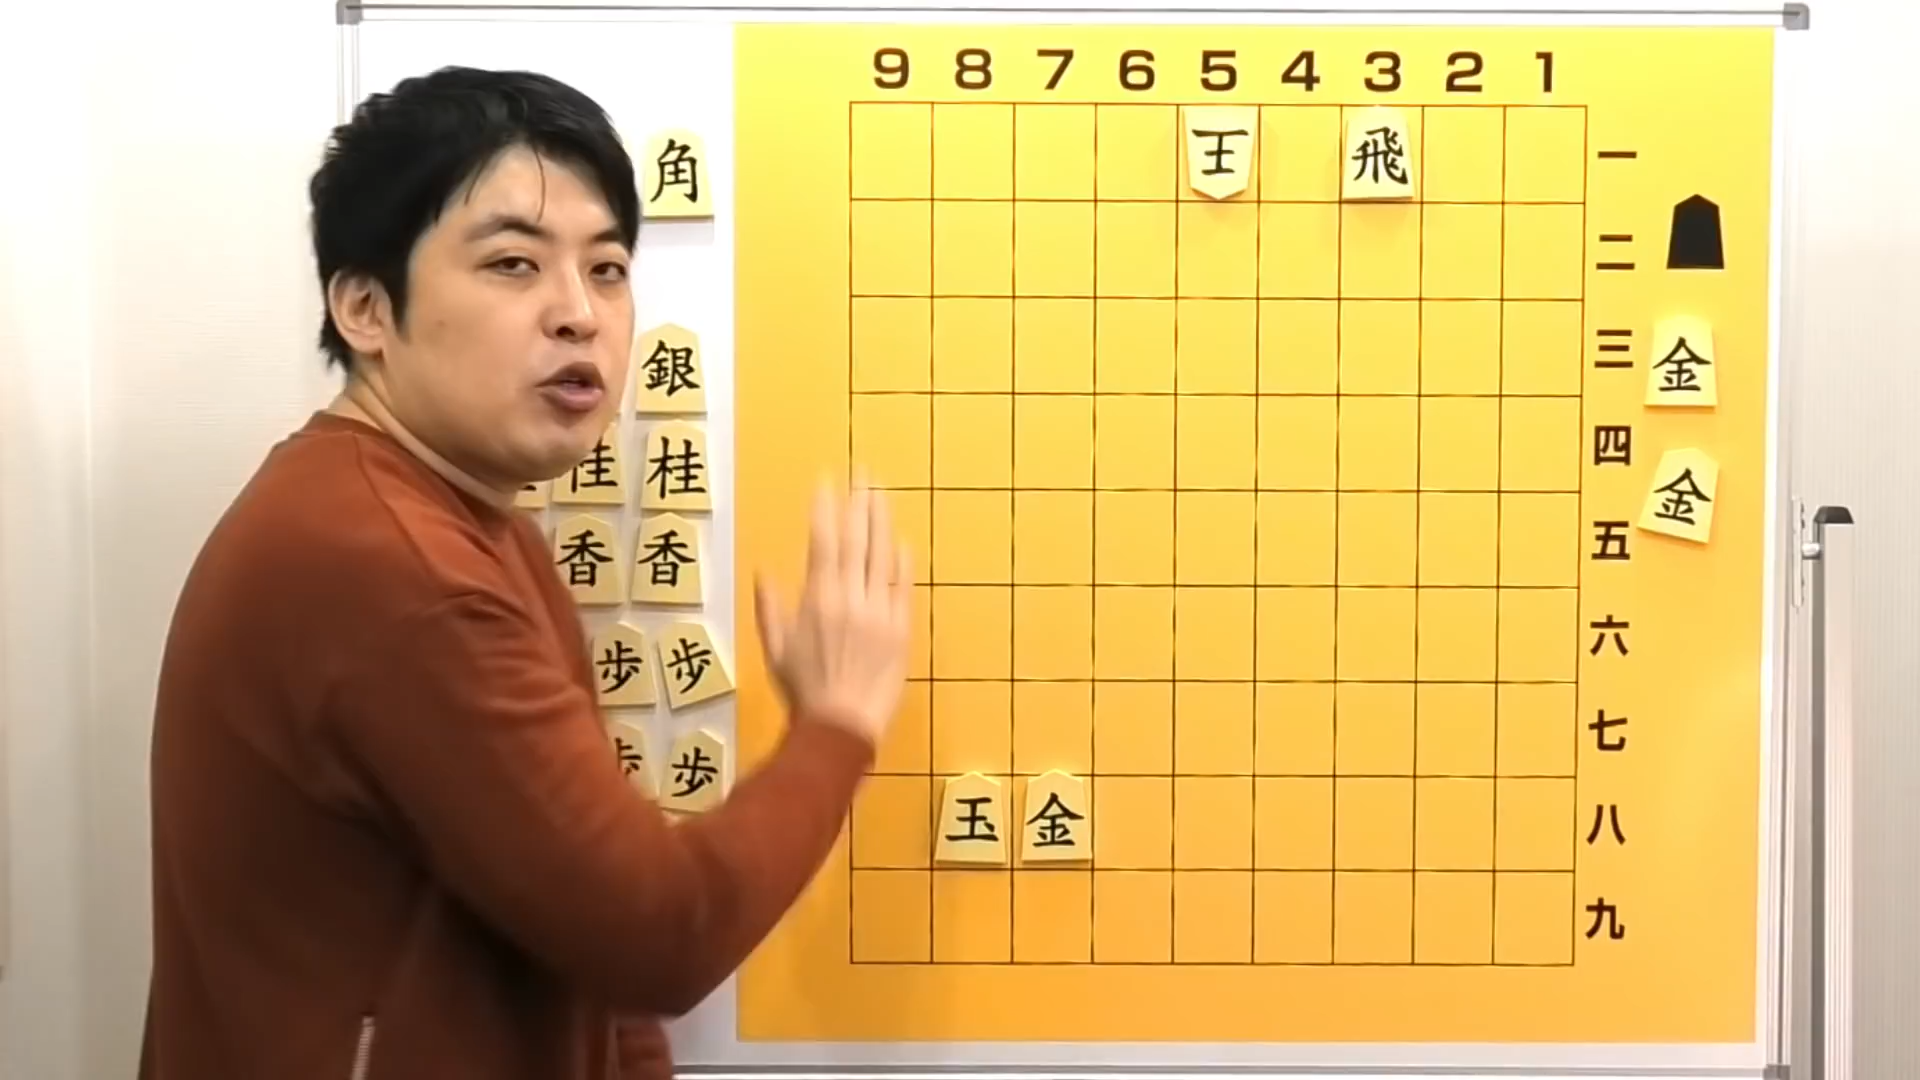 9 8 7 6 5 4 3 2 1
角
王 飛
一
二
銀
三
金
桂 桂
四
金
香 香
五
歩 歩
六
七
歩 歩
玉 金
八
九